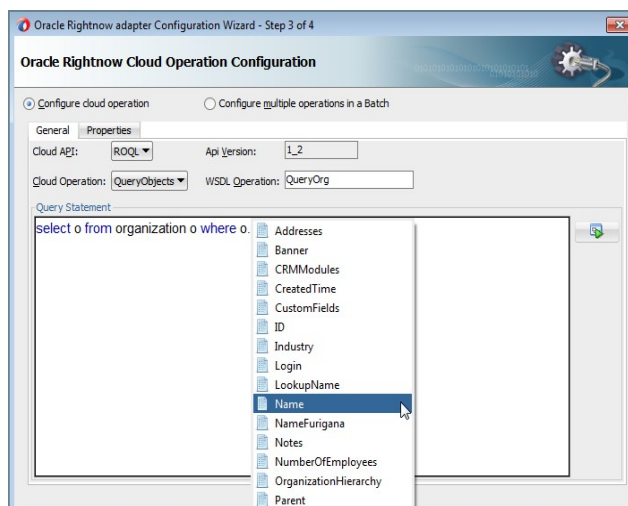 Oracle Rightnow adapter Configuration Wizard - Step 3 of 4
Oracle Rightnow Cloud Operation Configuration
Configure cloud operation Configure multiple operations in a Batch
General Properties
Cloud API: ROQL Api Version: 1_2
Cloud Operation: QueryObjects WSDL Operation: QueryOrg
Query Statement
select o from organization o where o.
Addresses
Banner
CRMModules
CreatedTime
CustomFields
ID
Industry
Login
LookupName
Name
NameFurigana
Notes
NumberOfEmployees
OrganizationHierarchy
Parent